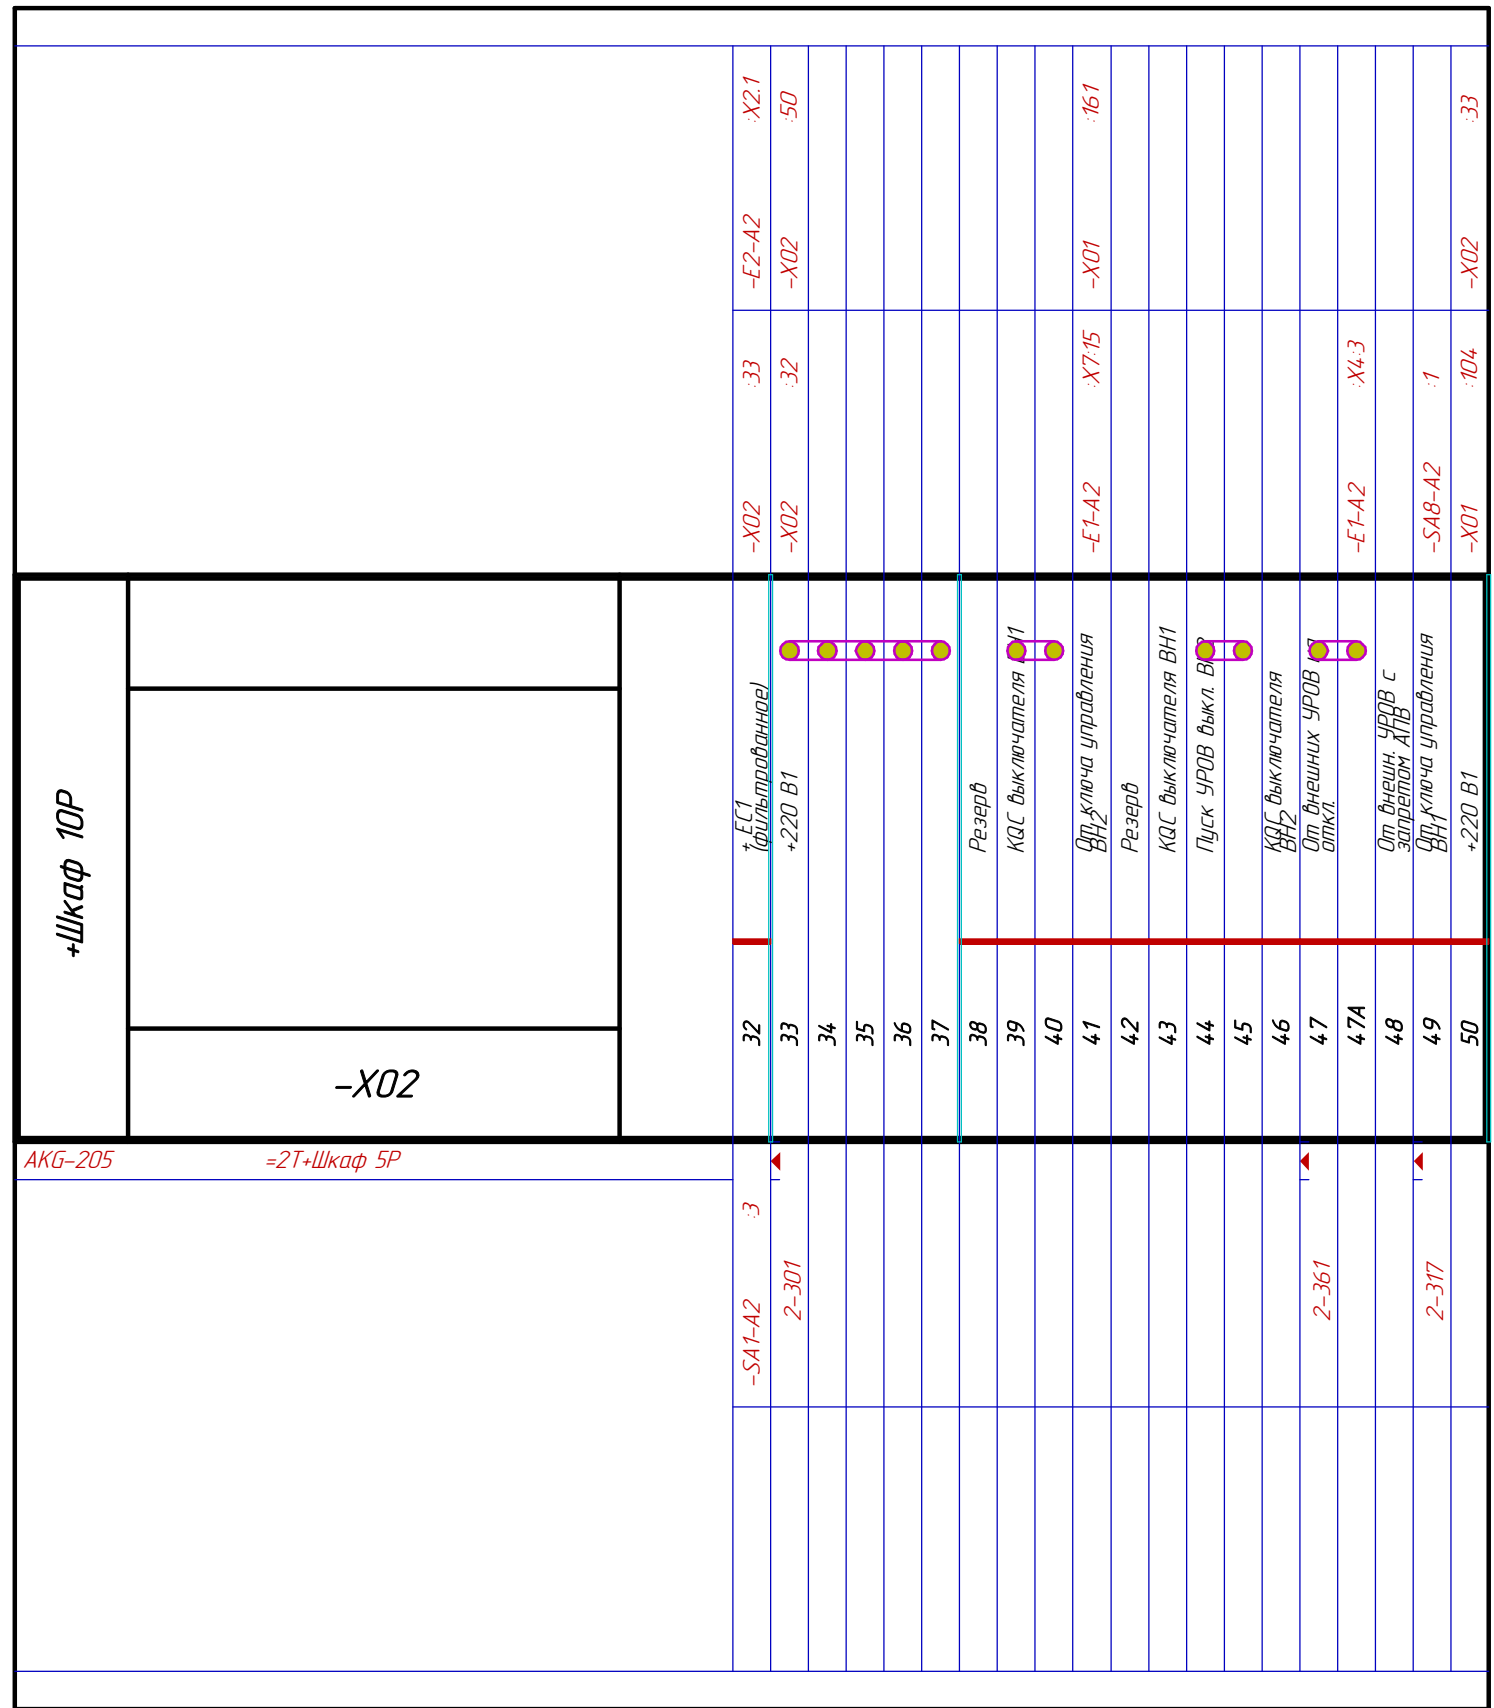 :X2.1
:50
:161
:33
-E2-A2
-X02
-X01
-X02
:33
:32
:X7:15
:X4:3
:1
:104
-X02
-X02
-E1-A2
-E1-A2
-SA8-A2
-X01
+Шкаф 10Р
-X02
+EC1
(фильтрованное)
+220 В1
Резерв
KQC выключателя ВН1
От ключа управления
ВН2
Резерв
KQC выключателя ВН1
Пуск УРОВ выкл.
KQC выключателя
ВН2
От внешних УРОВ на
откл.
От внешн. УРОВ с
запретом АПВ
От ключа управления
ВН1
+220 В1
32
33
34
35
36
37
38
39
40
41
42
43
44
45
46
47
47А
48
49
50
AKG-205 =2Т+Шкаф 5Р
:3
-SA1-A2
2-301
2-361
2-317